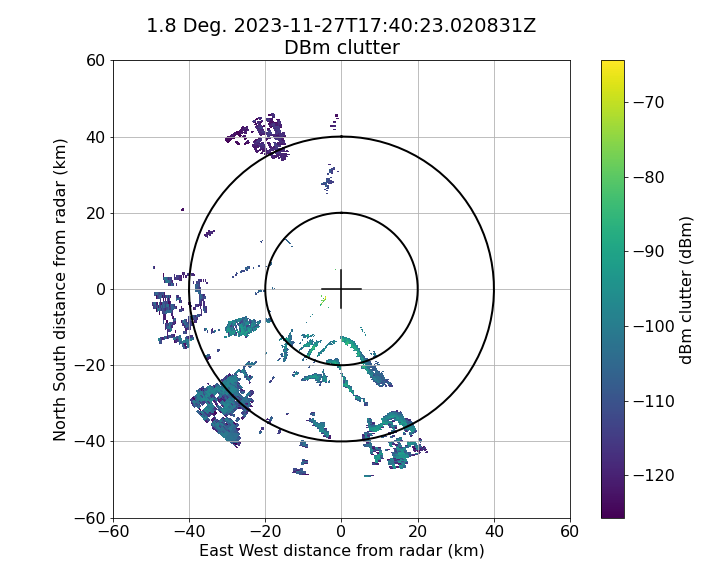 1.8 Deg. 2023-11-27T17:40:23.020831Z
DBm clutter
60
40
20
0
−20
−40
−60
−60 −40 −20 0 20 40 60
North South distance from radar (km)
East West distance from radar (km)
−70
−80
−90
−100
−110
−120
dBm clutter (dBm)